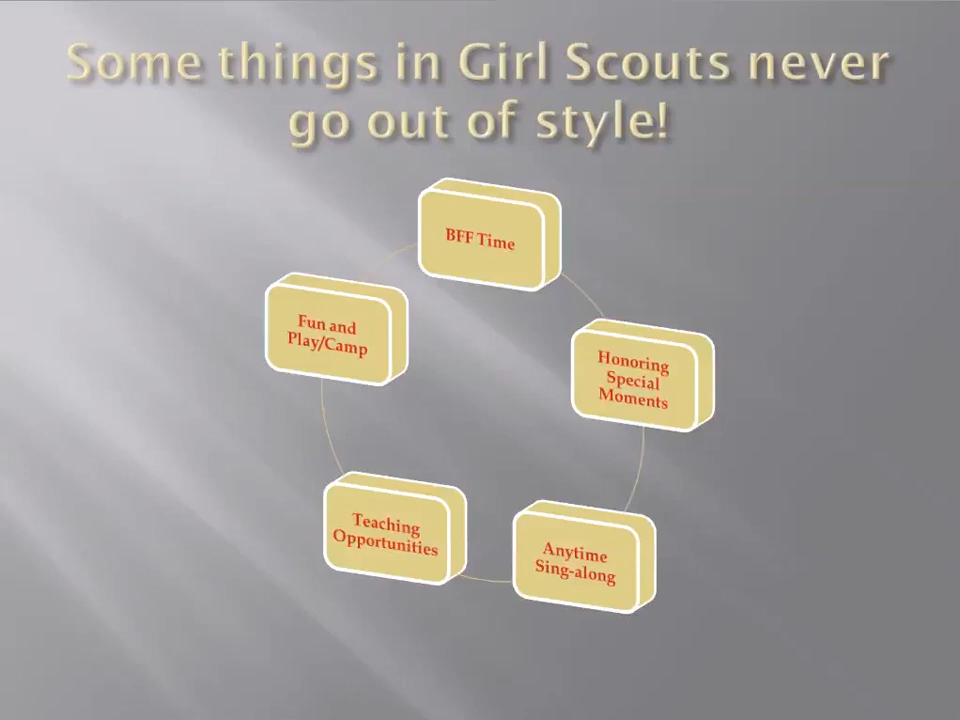 Some things in Girl Scouts never
go out of style!
BFF Time
Honoring
Special
Moments
Anytime
Sing-along
Teaching
Opportunities
Fun and
Play/Camp